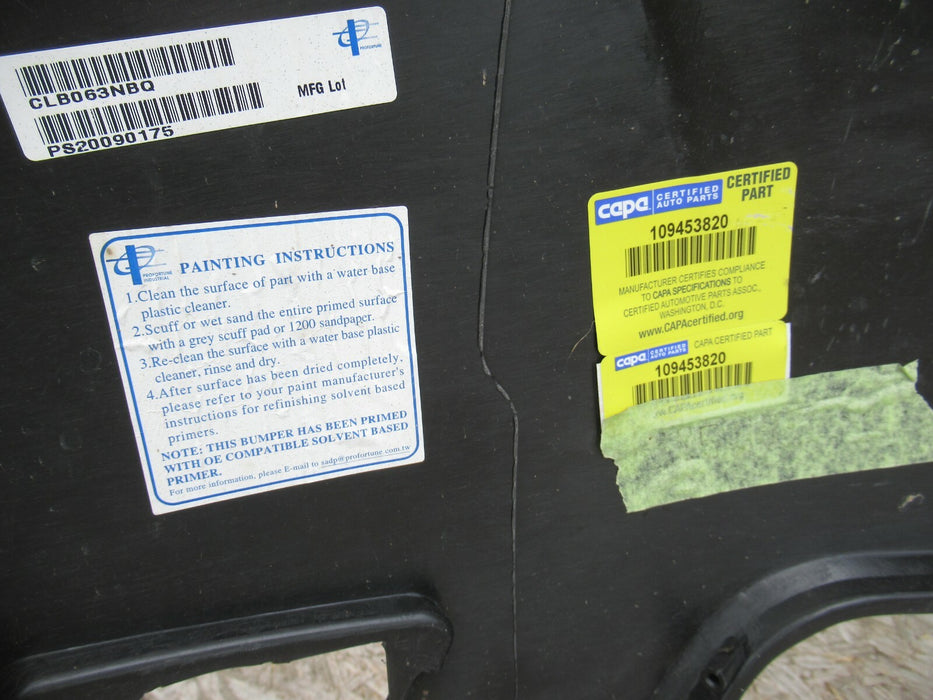 PROFORTUNE
CLB063NBQ
MFG Lot
PS20090175
PROFORTUNE
INDUSTRIAL
PAINTING INSTRUCTIONS
1.Clean the surface of part with a water base
plastic cleaner.
2.Scuff or wet sand the entire primed surface
with a grey scuff pad or 1200 sandpaper.
3.Re-clean the surface with a water base plastic
cleaner, rinse and dry.
4.After surface has been dried completely,
please refer to your paint manufacturer's
instructions for refinishing solvent based
primers.
NOTE: THIS BUMPER HAS BEEN PRIMED
WITH OE COMPATIBLE SOLVENT BASED
PRIMER.
For more information, please E-mail to sadp@profortune.com.tw
capa CERTIFIED
AUTO PARTS
CERTIFIED
PART
109453820
MANUFACTURER CERTIFIES COMPLIANCE
TO CAPA SPECIFICATIONS TO
CERTIFIED AUTOMOTIVE PARTS ASSOC.,
WASHINGTON, D.C.
www.CAPAcertified.org
capa CERTIFIED
AUTO PARTS
CAPA CERTIFIED PART
109453820